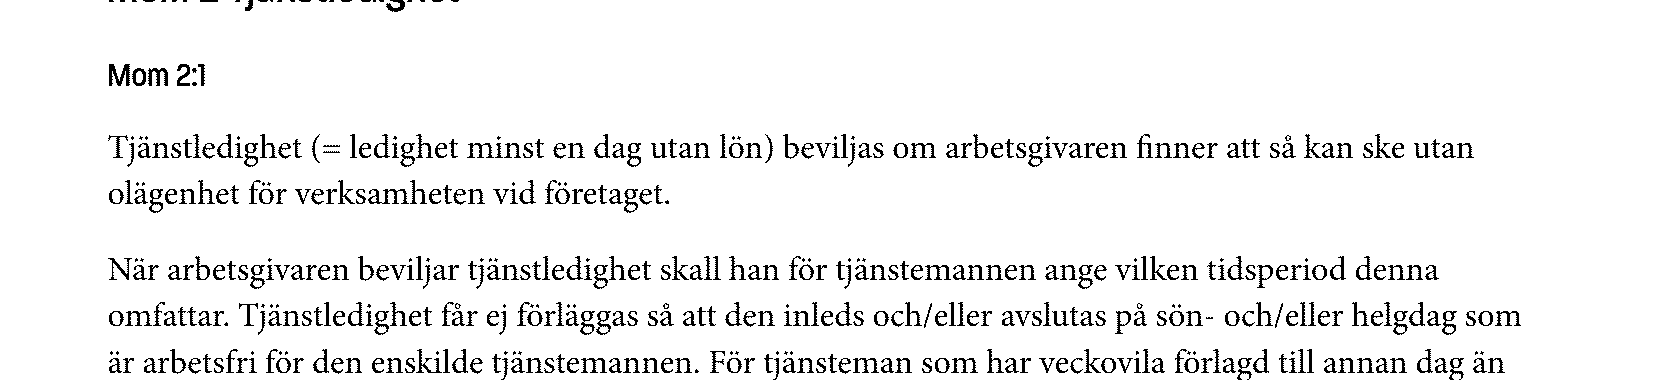 Mom 2 Tjänstledighet
Mom 2:1
Tjänstledighet (= ledighet minst en dag utan lön) beviljas om arbetsgivaren finner att så kan ske utan
olägenhet för verksamheten vid företaget.
När arbetsgivaren beviljar tjänstledighet skall han för tjänstemannen ange vilken tidsperiod denna
omfattar. Tjänstledighet får ej förläggas så att den inleds och/eller avslutas på sön- och/eller helgdag som
är arbetsfri för den enskilde tjänstemannen. För tjänsteman som har veckovila förlagd till annan dag än